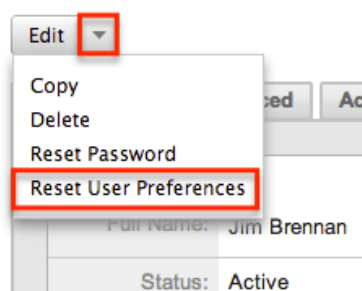 Edit
Copy
Delete
Reset Password
Reset User Preferences
Full Name: Jim Brennan
Status: Active